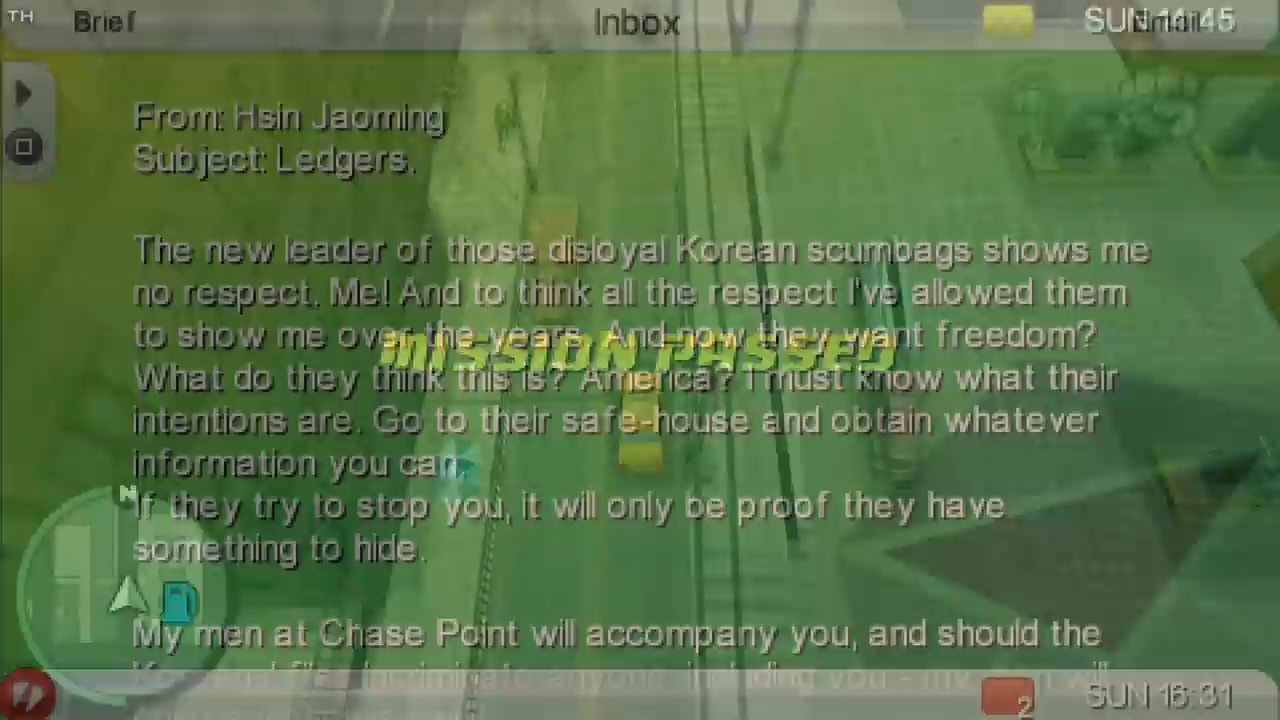 TH
Brief
Inbox
From: Hsin Jaoming
Subject: Ledgers.
The new leader of those disloyal Korean scumbags shows me
no respect. Me! And to think all the respect I've allowed them
to show me over the years. And now they want freedom?
MISSION PASSED
What do they think this is? America? I must know what their
intentions are. Go to their safe-house and obtain whatever
information you can.
If they try to stop you, it will only be proof they have
something to hide.
N
My men at Chase Point will accompany you, and should the
2
SUN 16:31